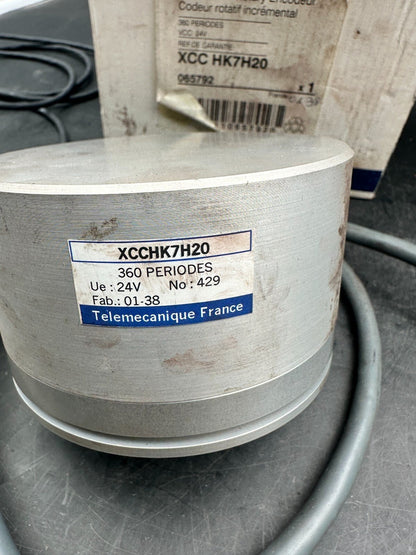 Encodeur
Codeur rotatif incrémental
360 PERIODES
VCC 24V
REF. DE GARANTIE:
XCC HK7H20
065792
x 1
XCCHK7H20
360 PERIODES
Ue : 24V No : 429
Fab.: 01-38
Telemecanique France